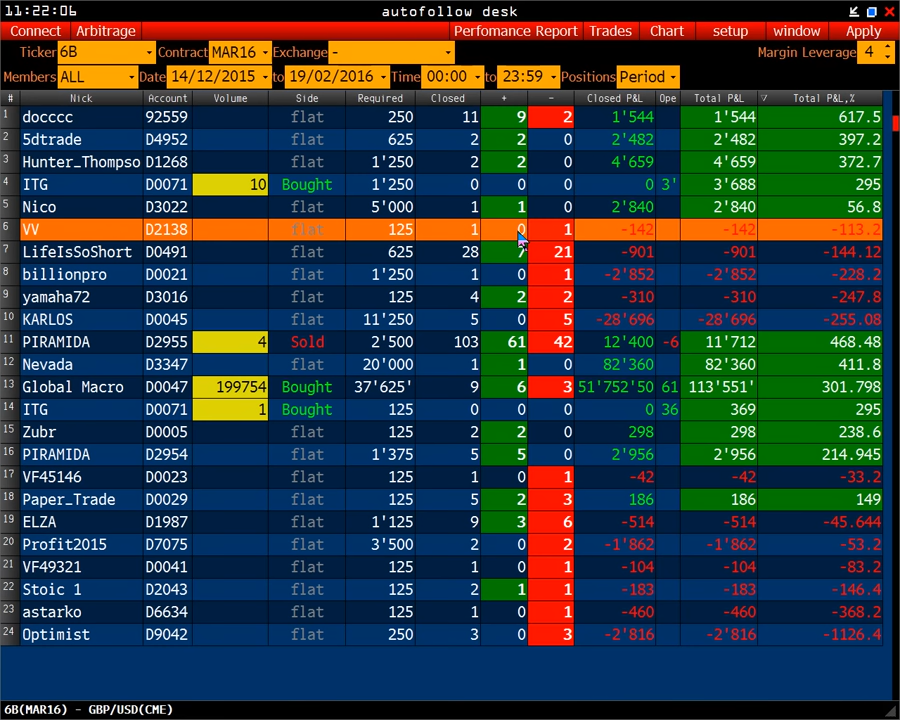 11:22:06 autofollow desk
Connect Arbitrage Perfomance Report Trades Chart setup window Apply
Ticker 6B Contract MAR16 Exchange - Margin Leverage 4
Members ALL Date 14/12/2015 to 19/02/2016 Time 00:00 to 23:59 Positions Period
# Nick Account Volume Side Required Closed + - Closed P&L Ope Total P&L Total P&L,%
1 docccc 92559 flat 250 11 9 2 1'544 1'544 617.5
2 5dtrade D4952 flat 625 2 2 0 2'482 2'482 397.2
3 Hunter_Thompso D1268 flat 1'250 2 2 0 4'659 4'659 372.7
4 ITG D0071 10 Bought 1'250 0 0 0 0 3' 3'688 295
5 Nico D3022 flat 5'000 1 1 0 2'840 2'840 56.8
6 VV D2138 flat 125 1 0 1 -142 -142 -113.2
7 LifeIsSoShort D0491 flat 625 28 7 21 -901 -901 -144.12
8 billionpro D0021 flat 1'250 1 0 1 -2'852 -2'852 -228.2
9 yamaha72 D3016 flat 125 4 2 2 -310 -310 -247.8
10 KARLOS D0045 flat 11'250 5 0 5 -28'696 -28'696 -255.08
11 PIRAMIDA D2955 4 Sold 2'500 103 61 42 12'400 -6 11'712 468.48
12 Nevada D3347 flat 20'000 1 1 0 82'360 82'360 411.8
13 Global Macro D0047 199754 Bought 37'625' 9 6 3 51'752'50 61 113'551' 301.798
14 ITG D0071 1 Bought 125 0 0 0 0 36 369 295
15 Zubr D0005 flat 125 2 2 0 298 298 238.6
16 PIRAMIDA D2954 flat 1'375 5 5 0 2'956 2'956 214.945
17 VF45146 D0023 flat 125 1 0 1 -42 -42 -33.2
18 Paper_Trade D0029 flat 125 5 2 3 186 186 149
19 ELZA D1987 flat 1'125 9 3 6 -514 -514 -45.644
20 Profit2015 D7075 flat 3'500 2 0 2 -1'862 -1'862 -53.2
21 VF49321 D0041 flat 125 1 0 1 -104 -104 -83.2
22 Stoic 1 D2043 flat 125 2 1 1 -183 -183 -146.4
23 astarko D6634 flat 125 1 0 1 -460 -460 -368.2
24 Optimist D9042 flat 250 3 0 3 -2'816 -2'816 -1126.4
6B(MAR16) - GBP/USD(CME)